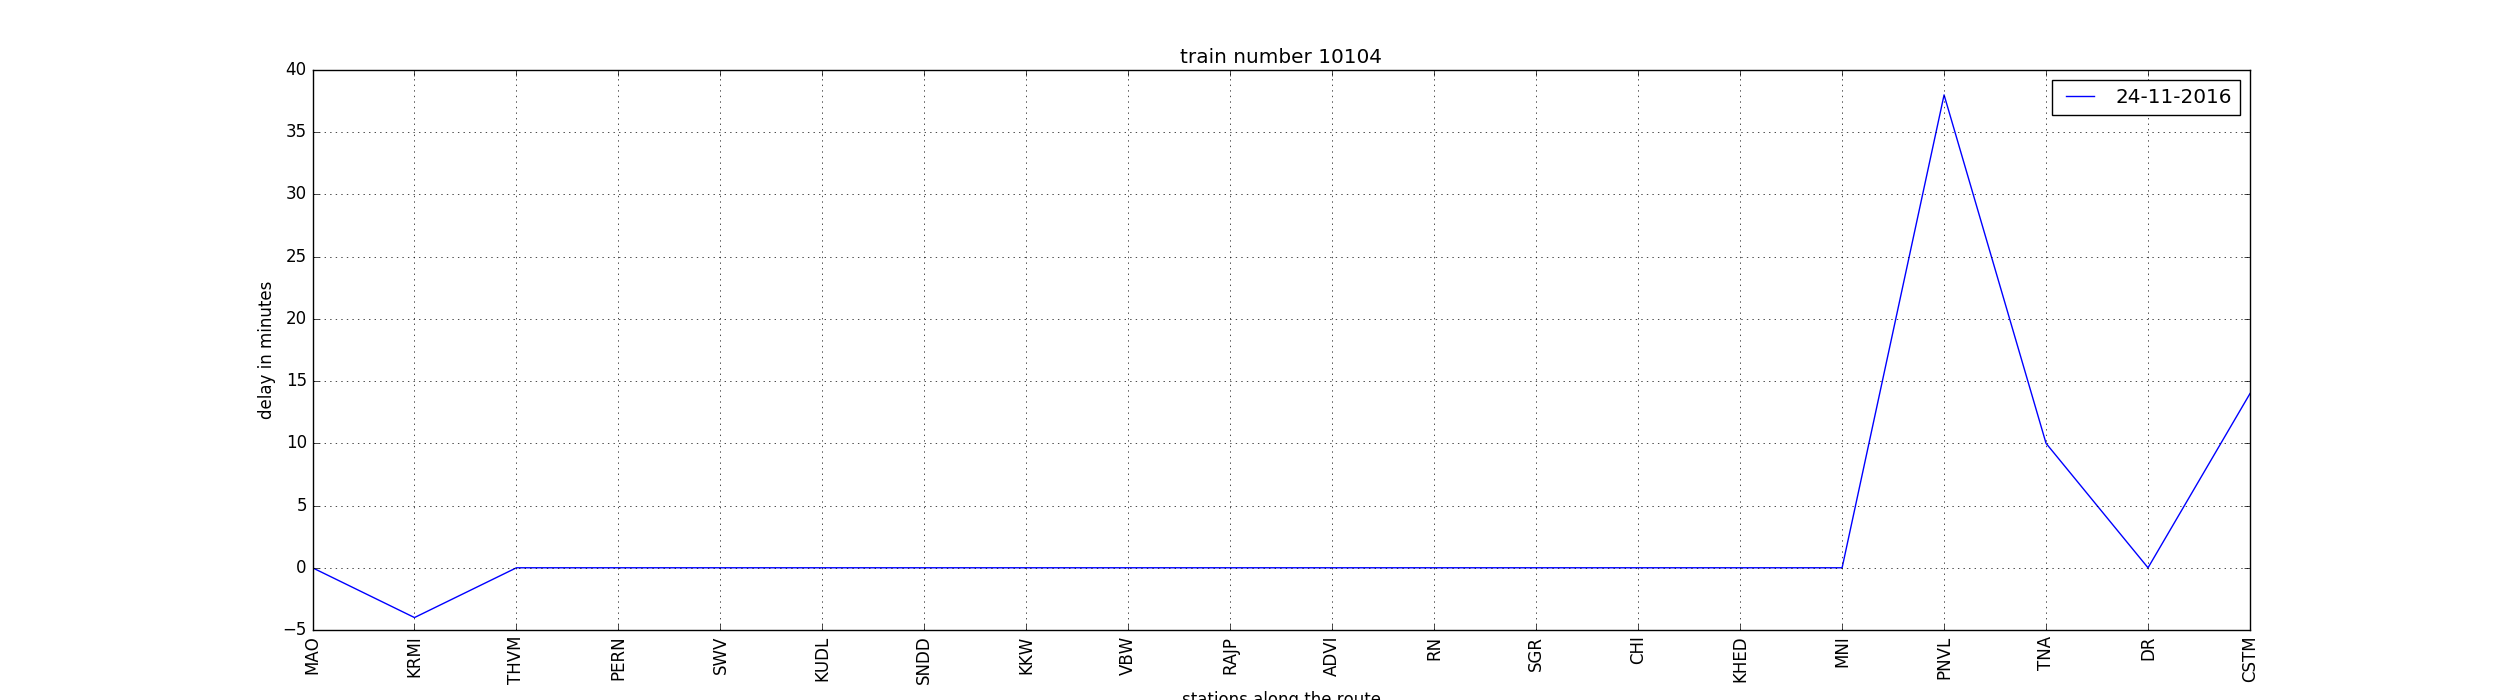 train number 10104
24-11-2016
40
35
30
25
20
15
10
5
0
−5
delay in minutes
MAO
KRMI
THVM
PERN
SWV
KUDL
SNDD
KKW
VBW
RAJP
ADVI
RN
SGR
CHI
KHED
MNI
PNVL
TNA
DR
CSTM
stations along the route